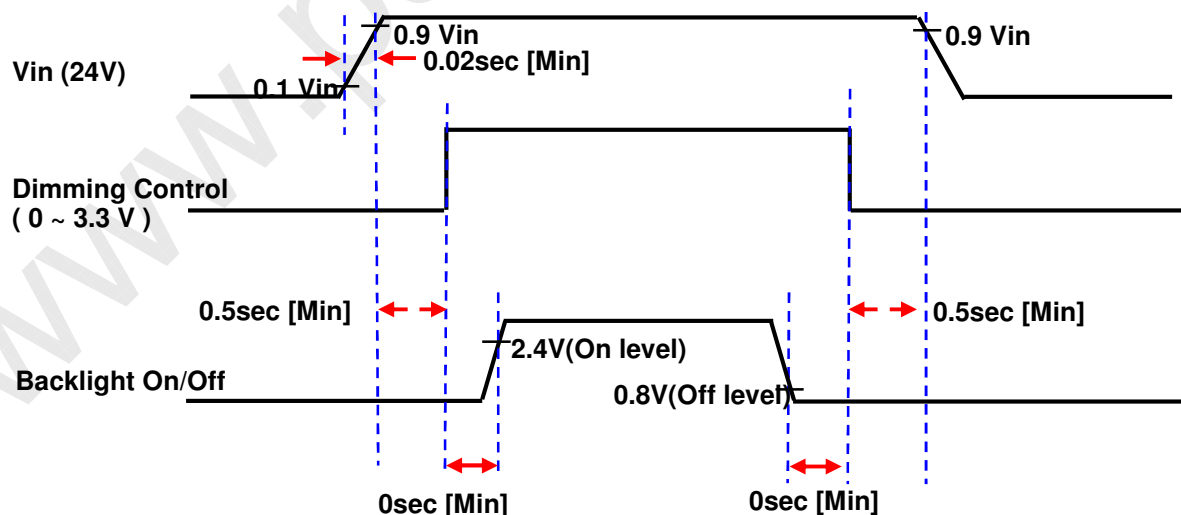 0.9 Vin
0.9 Vin
0.02sec [Min]
Vin (24V)
0.1 Vin
Dimming Control
( 0 ~ 3.3 V )
0.5sec [Min]
0.5sec [Min]
2.4V(On level)
Backlight On/Off
0.8V(Off level)
0sec [Min]
0sec [Min]
www.p